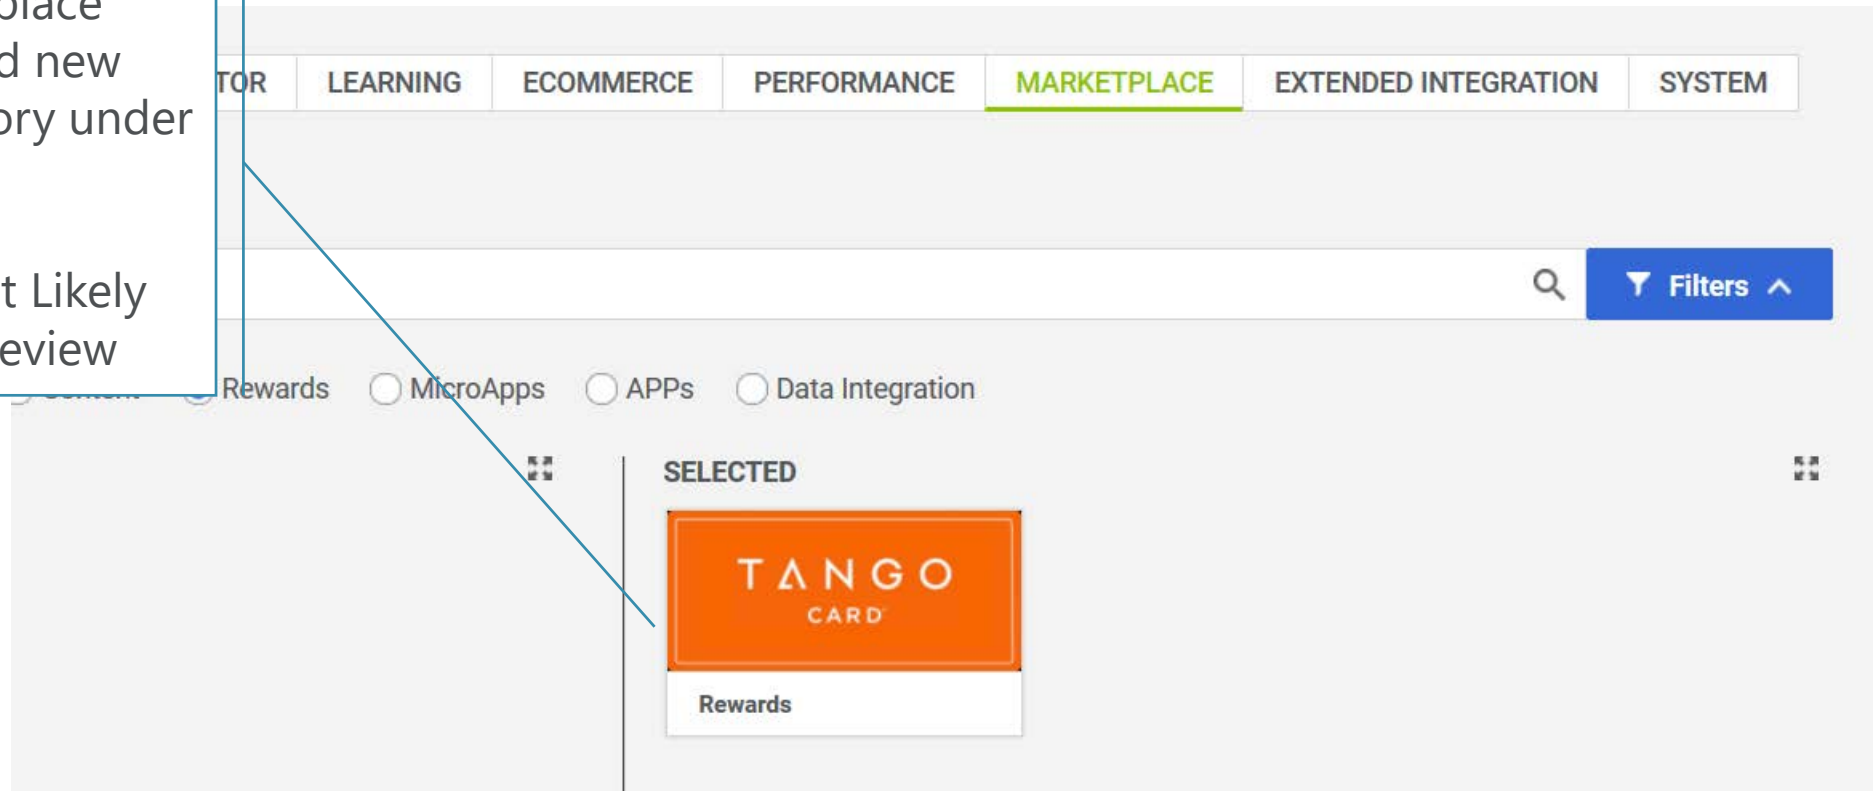 place
d new
ory under
t Likely
eview
TOR LEARNING ECOMMERCE PERFORMANCE MARKETPLACE EXTENDED INTEGRATION SYSTEM
Filters
Rewards MicroApps APPs Data Integration
SELECTED
TANGO
CARD
Rewards